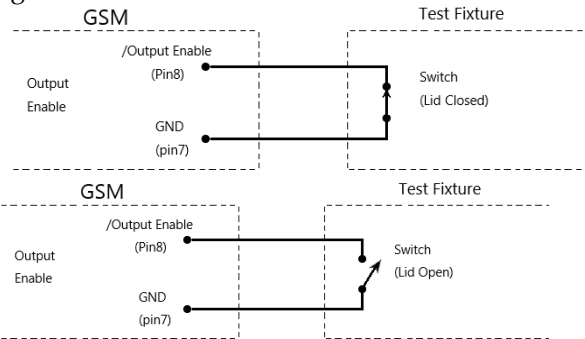 GSM
Test Fixture
/Output Enable
(Pin8)
Output
Enable
Switch
(Lid Closed)
GND
(pin7)
GSM
Test Fixture
/Output Enable
(Pin8)
Output
Enable
Switch
(Lid Open)
GND
(pin7)